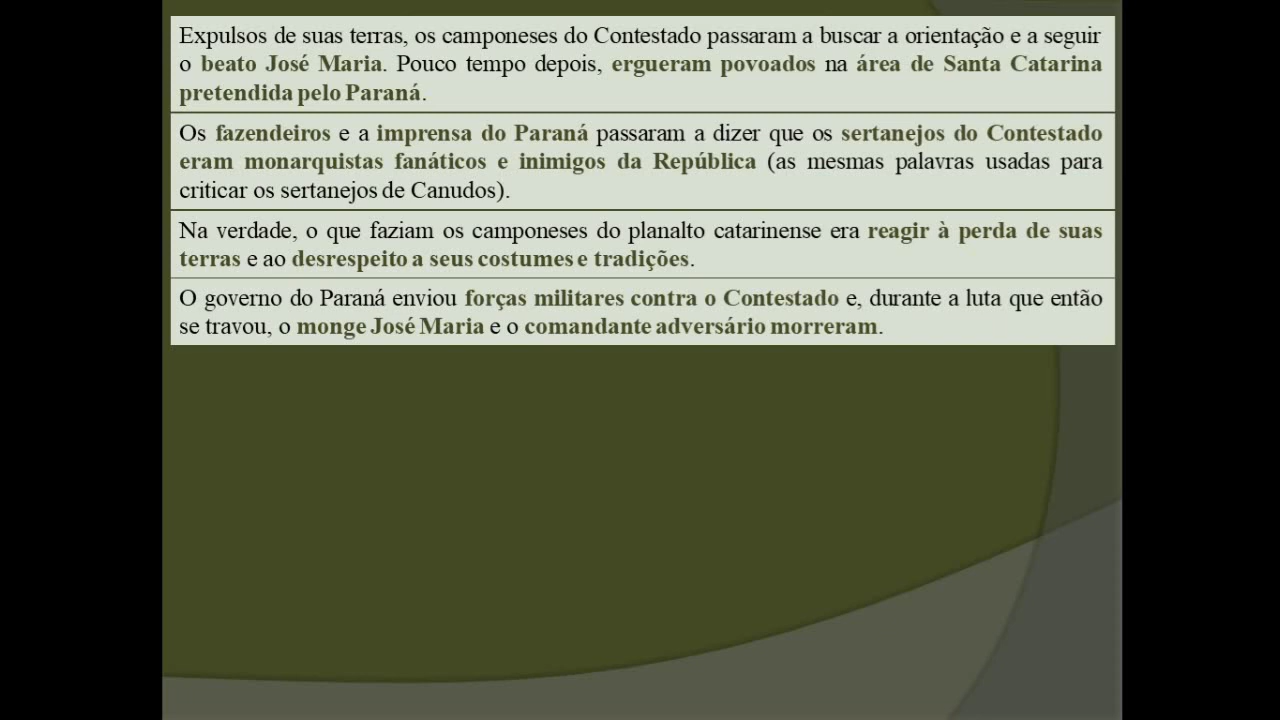 Expulsos de suas terras, os camponeses do Contestado passaram a buscar a orientação e a seguir
o beato José Maria. Pouco tempo depois, ergueram povoados na área de Santa Catarina
pretendida pelo Paraná.
Os fazendeiros e a imprensa do Paraná passaram a dizer que os sertanejos do Contestado
eram monarquistas fanáticos e inimigos da República (as mesmas palavras usadas para
criticar os sertanejos de Canudos).
Na verdade, o que faziam os camponeses do planalto catarinense era reagir à perda de suas
terras e ao desrespeito a seus costumes e tradições.
O governo do Paraná enviou forças militares contra o Contestado e, durante a luta que então
se travou, o monge José Maria e o comandante adversário morreram.